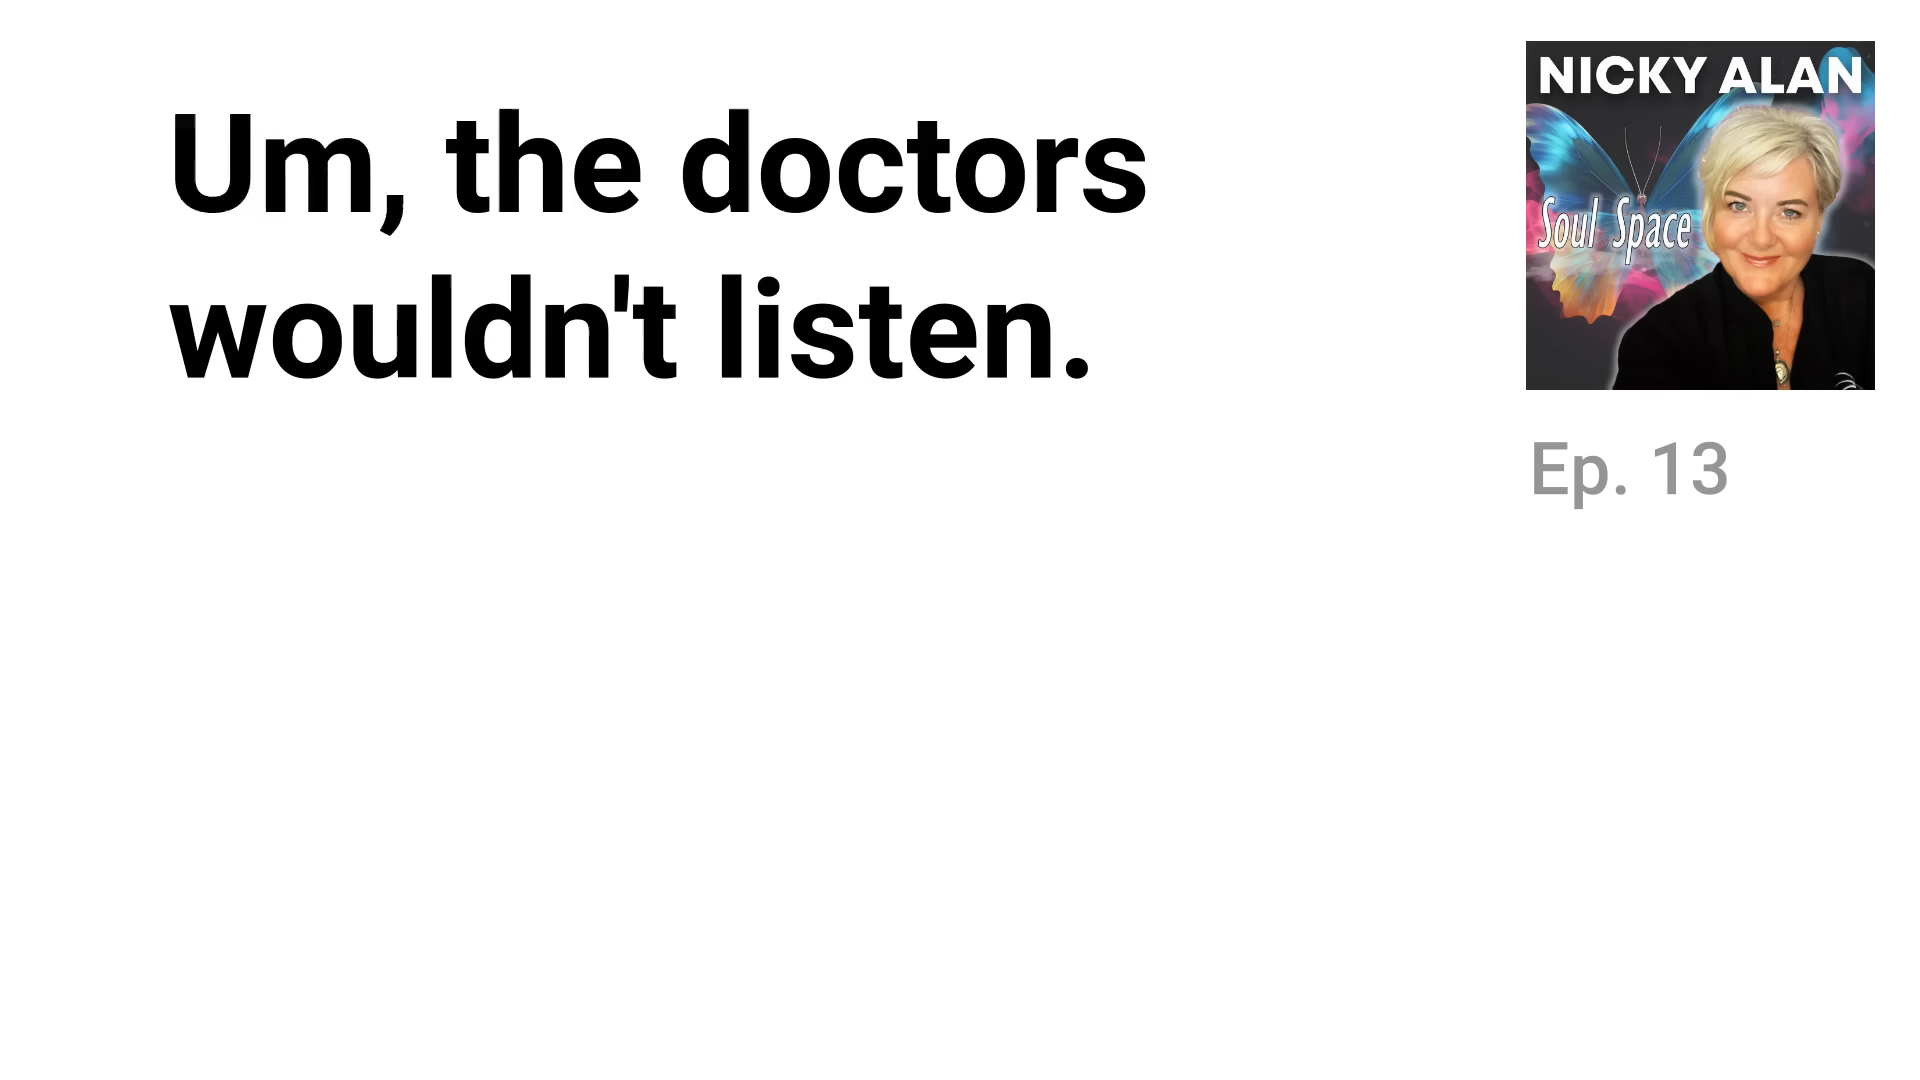 Um, the doctors
wouldn't listen.
NICKY ALAN
Soul Space
Ep. 13